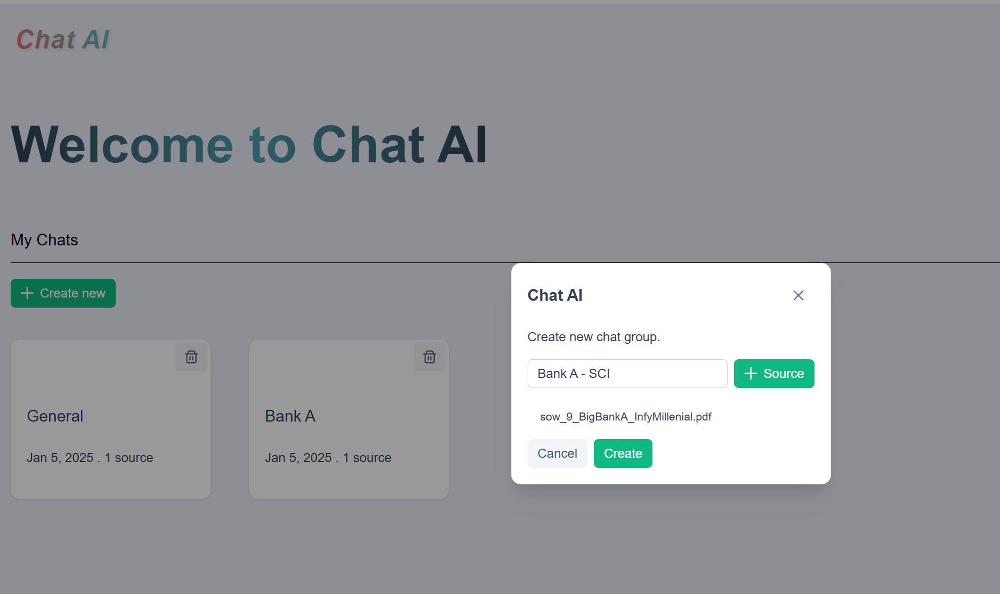 Chat AI
Welcome to Chat AI
My Chats
Create new
General
Jan 5, 2025 . 1 source
Bank A
Jan 5, 2025 . 1 source
Chat AI
Create new chat group.
Bank A - SCI
Source
sow_9_BigBankA_InfyMillenial.pdf
Cancel
Create